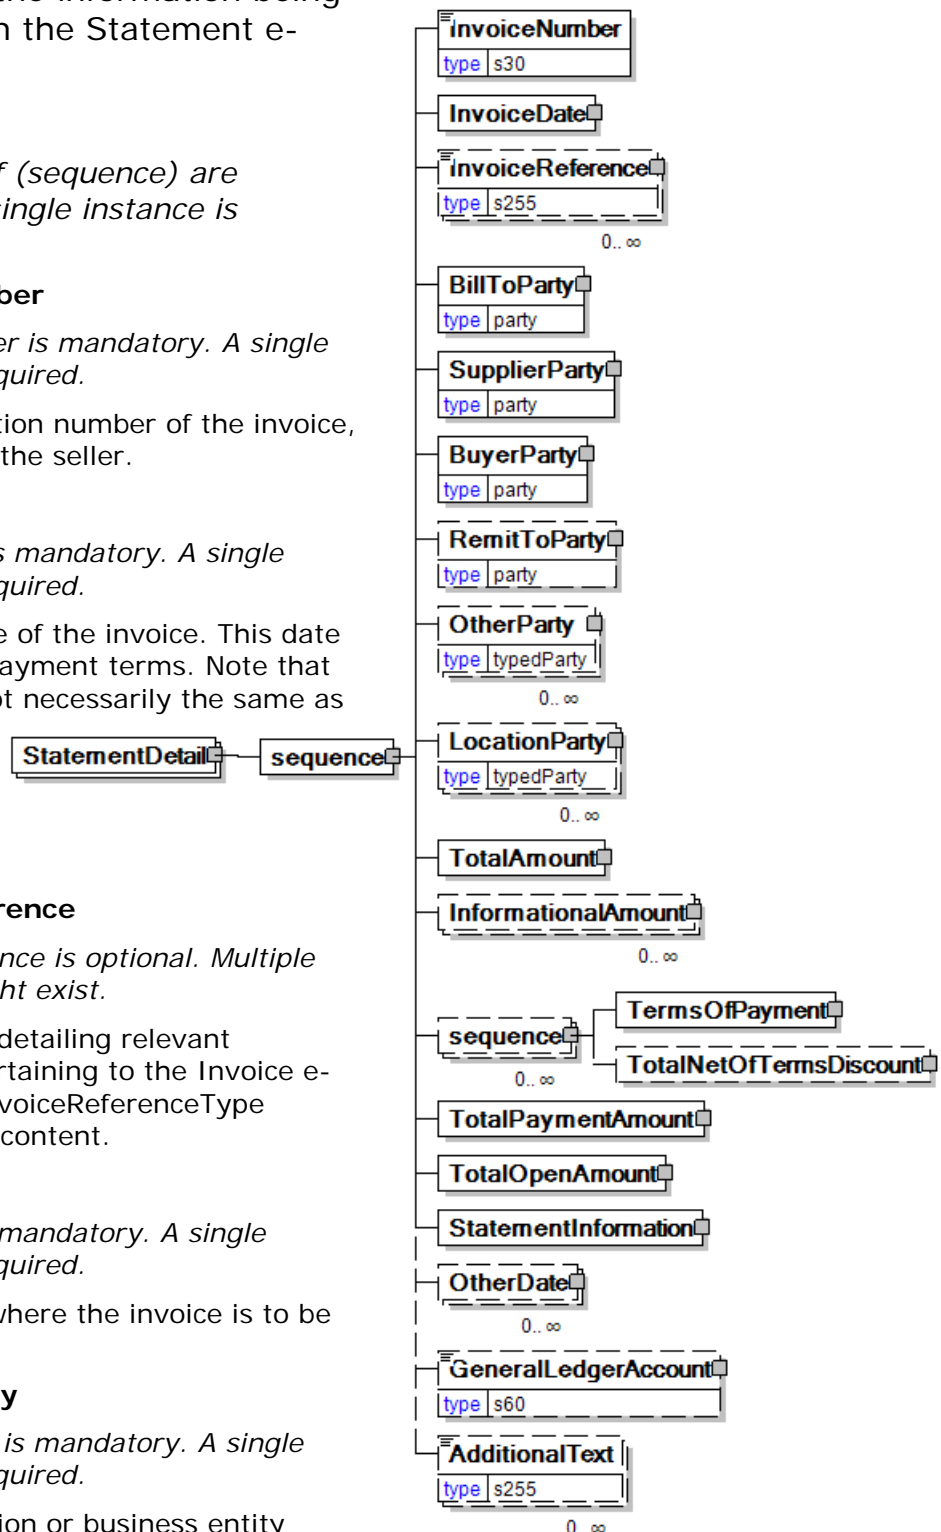 the information being
n the Statement e-
f (sequence) are
single instance is
ber
er is mandatory. A single
quired.
tion number of the invoice,
the seller.
s mandatory. A single
quired.
e of the invoice. This date
payment terms. Note that
ot necessarily the same as
rence
nce is optional. Multiple
ht exist.
detailing relevant
rtaining to the Invoice e-
voiceReferenceType
content.
mandatory. A single
quired.
where the invoice is to be
y
is mandatory. A single
quired.
ion or business entity
StatementDetail
sequence
InvoiceNumber
type s30
InvoiceDate
InvoiceReference
type s255
0.. ∞
BillToParty
type party
SupplierParty
type party
BuyerParty
type party
RemitToParty
type party
OtherParty
type typedParty
0.. ∞
LocationParty
type typedParty
0.. ∞
TotalAmount
InformationalAmount
0.. ∞
sequence
0.. ∞
TermsOfPayment
TotalNetOfTermsDiscount
TotalPaymentAmount
TotalOpenAmount
StatementInformation
OtherDate
0.. ∞
GeneralLedgerAccount
type s60
AdditionalText
type s255
0.. ∞